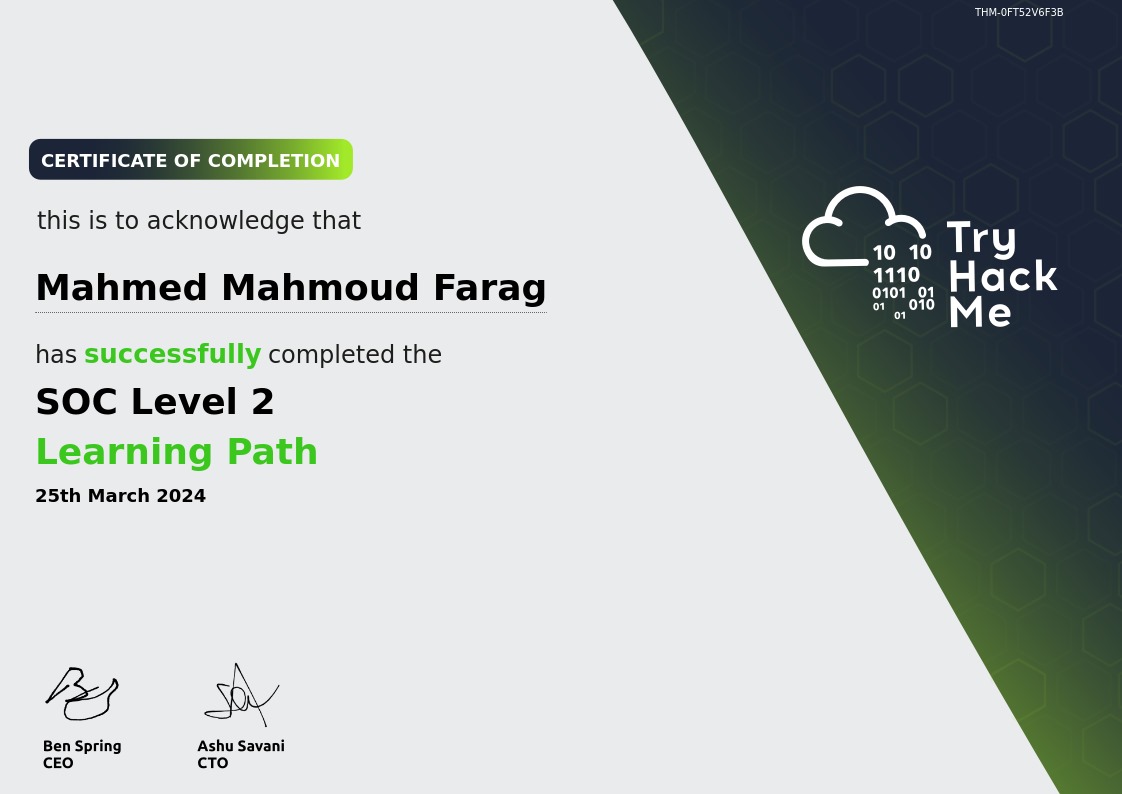 THM-0FT52V6F3B
CERTIFICATE OF COMPLETION
this is to acknowledge that
Mahmed Mahmoud Farag
has successfully completed the
SOC Level 2
Learning Path
25th March 2024
10 10
1110
0101 01
01 010
01
Try
Hack
Me
Ben Spring
CEO
Ashu Savani
CTO